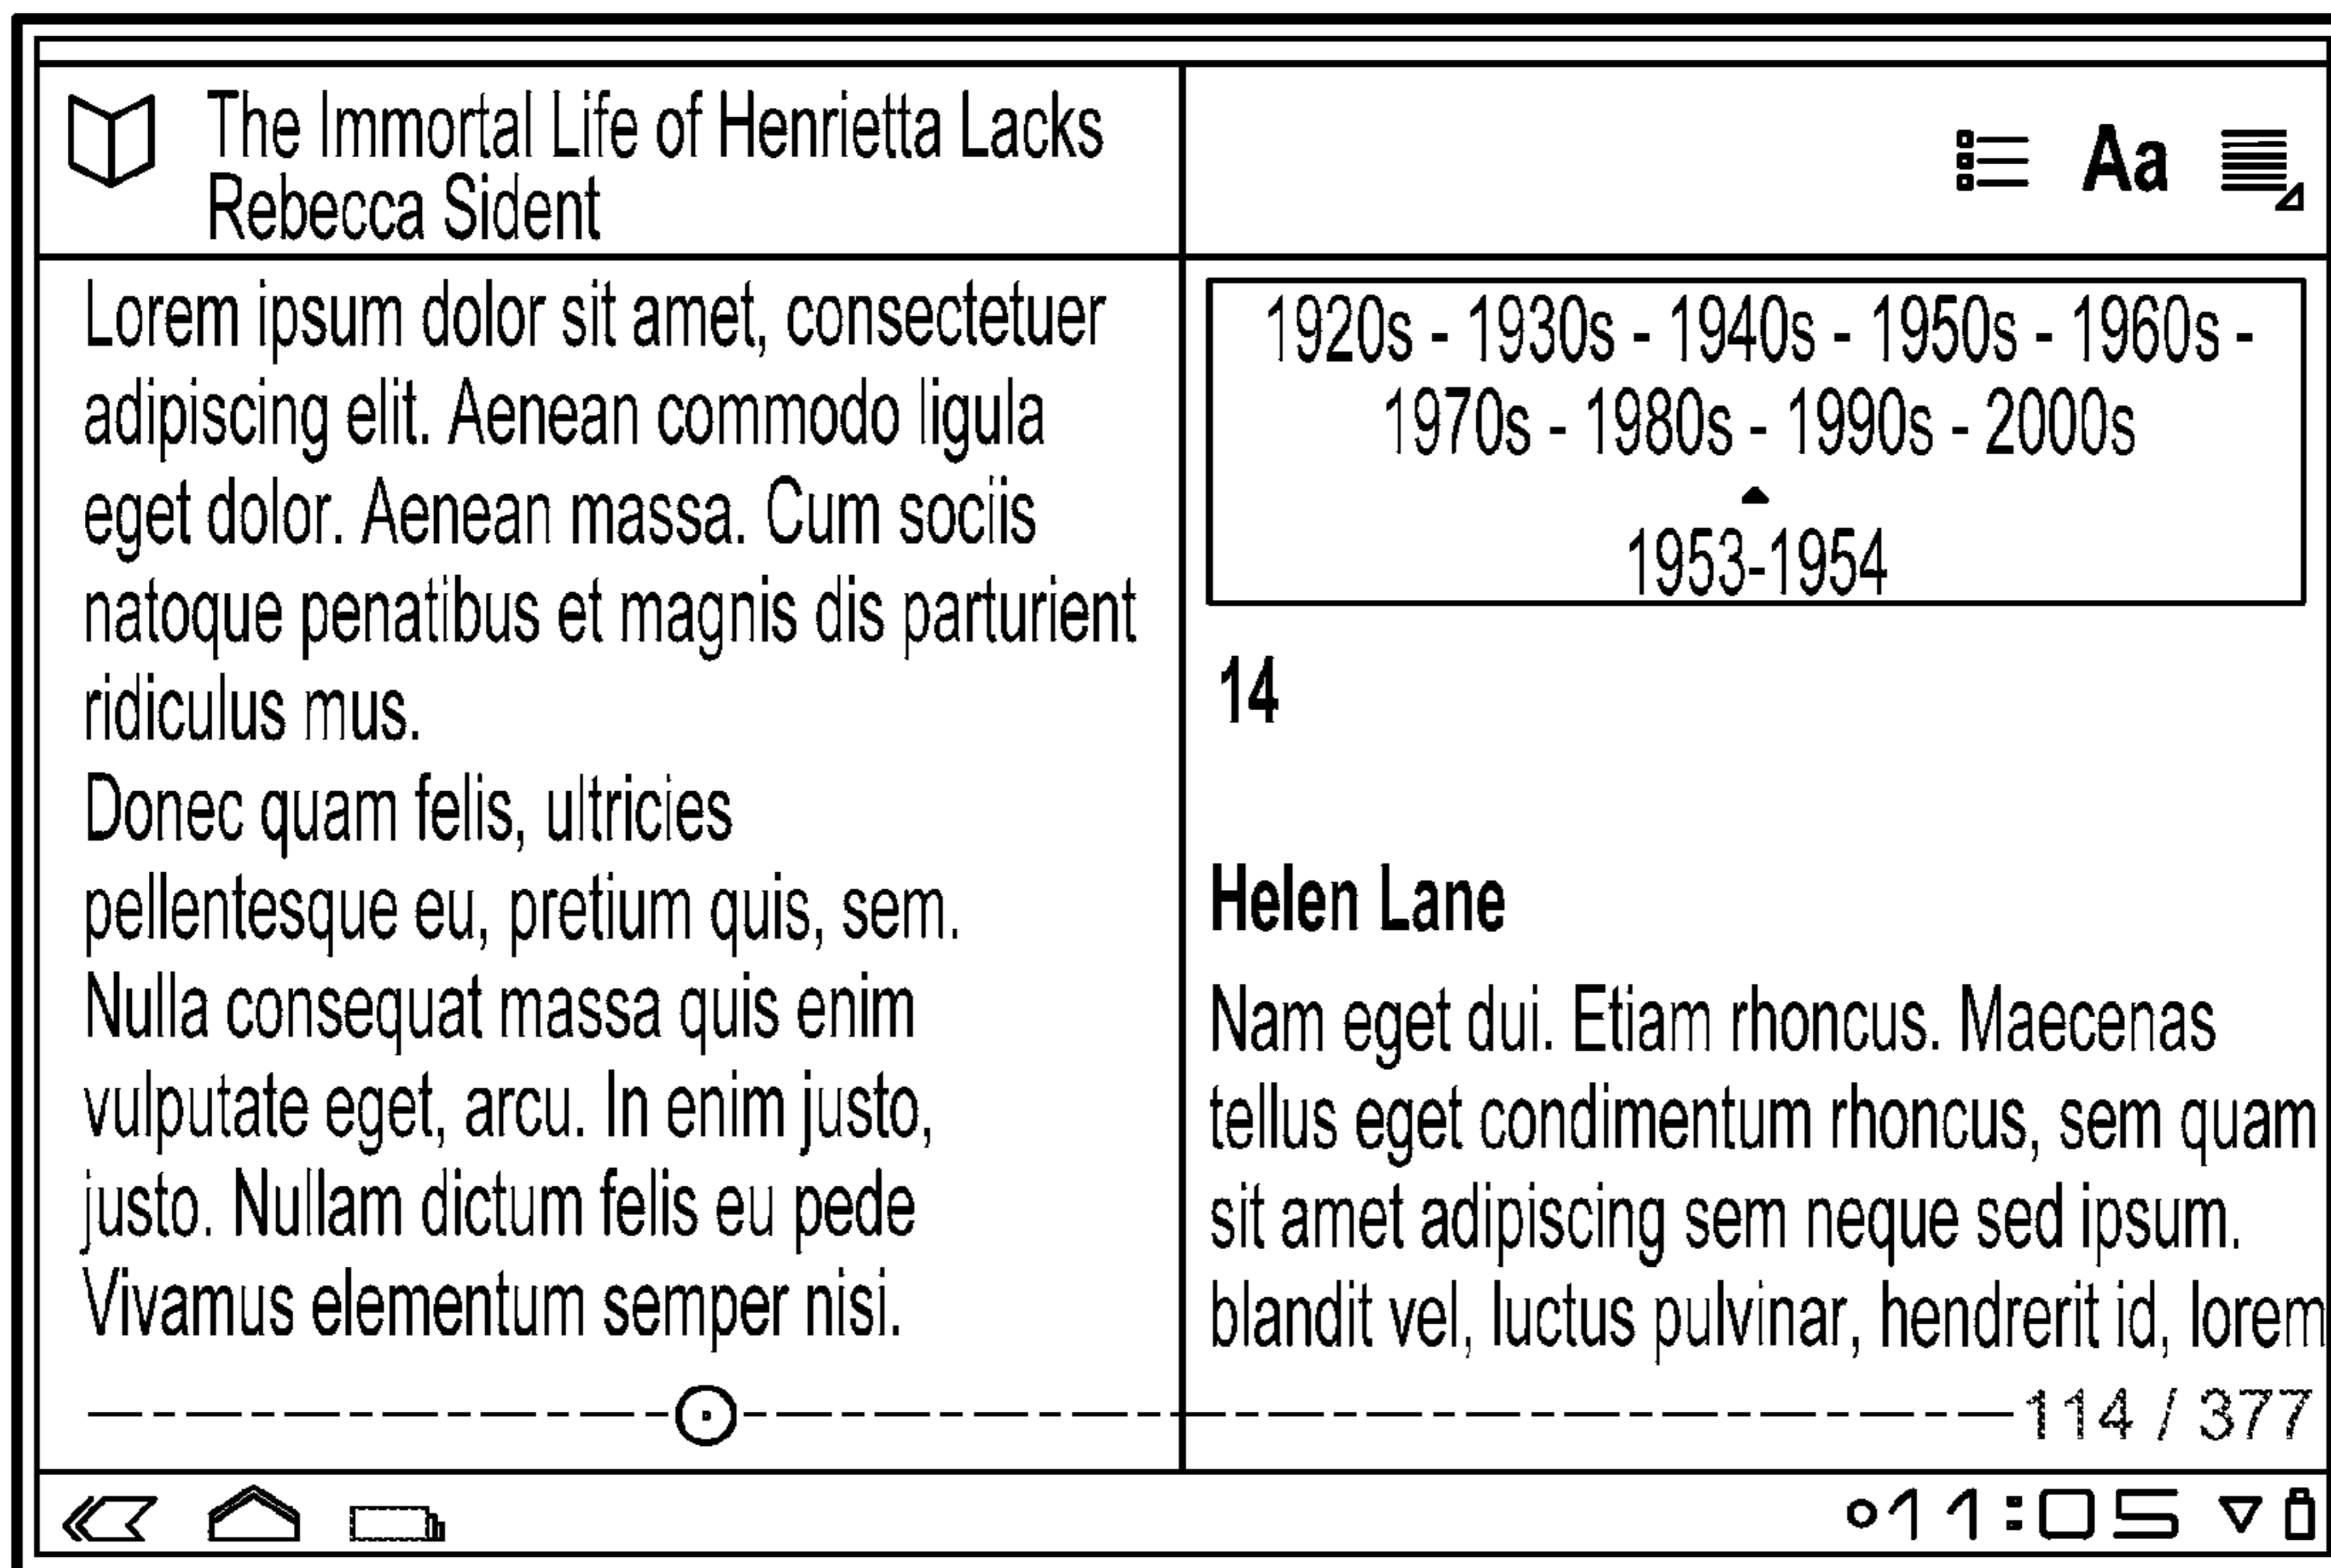 The Immortal Life of Henrietta Lacks
Rebecca Sident
Aa
Lorem ipsum dolor sit amet, consectetuer
adipiscing elit. Aenean commodo ligula
eget dolor. Aenean massa. Cum sociis
natoque penatibus et magnis dis parturient
ridiculus mus.
Donec quam felis, ultricies
pellentesque eu, pretium quis, sem.
Nulla consequat massa quis enim
vulputate eget, arcu. In enim justo,
justo. Nullam dictum felis eu pede
Vivamus elementum semper nisi.
1920s - 1930s - 1940s - 1950s - 1960s -
1970s - 1980s - 1990s - 2000s
1953-1954
14
Helen Lane
Nam eget dui. Etiam rhoncus. Maecenas
tellus eget condimentum rhoncus, sem quam
sit amet adipiscing sem neque sed ipsum.
blandit vel, luctus pulvinar, hendrerit id, lorem
114 / 377
11:05